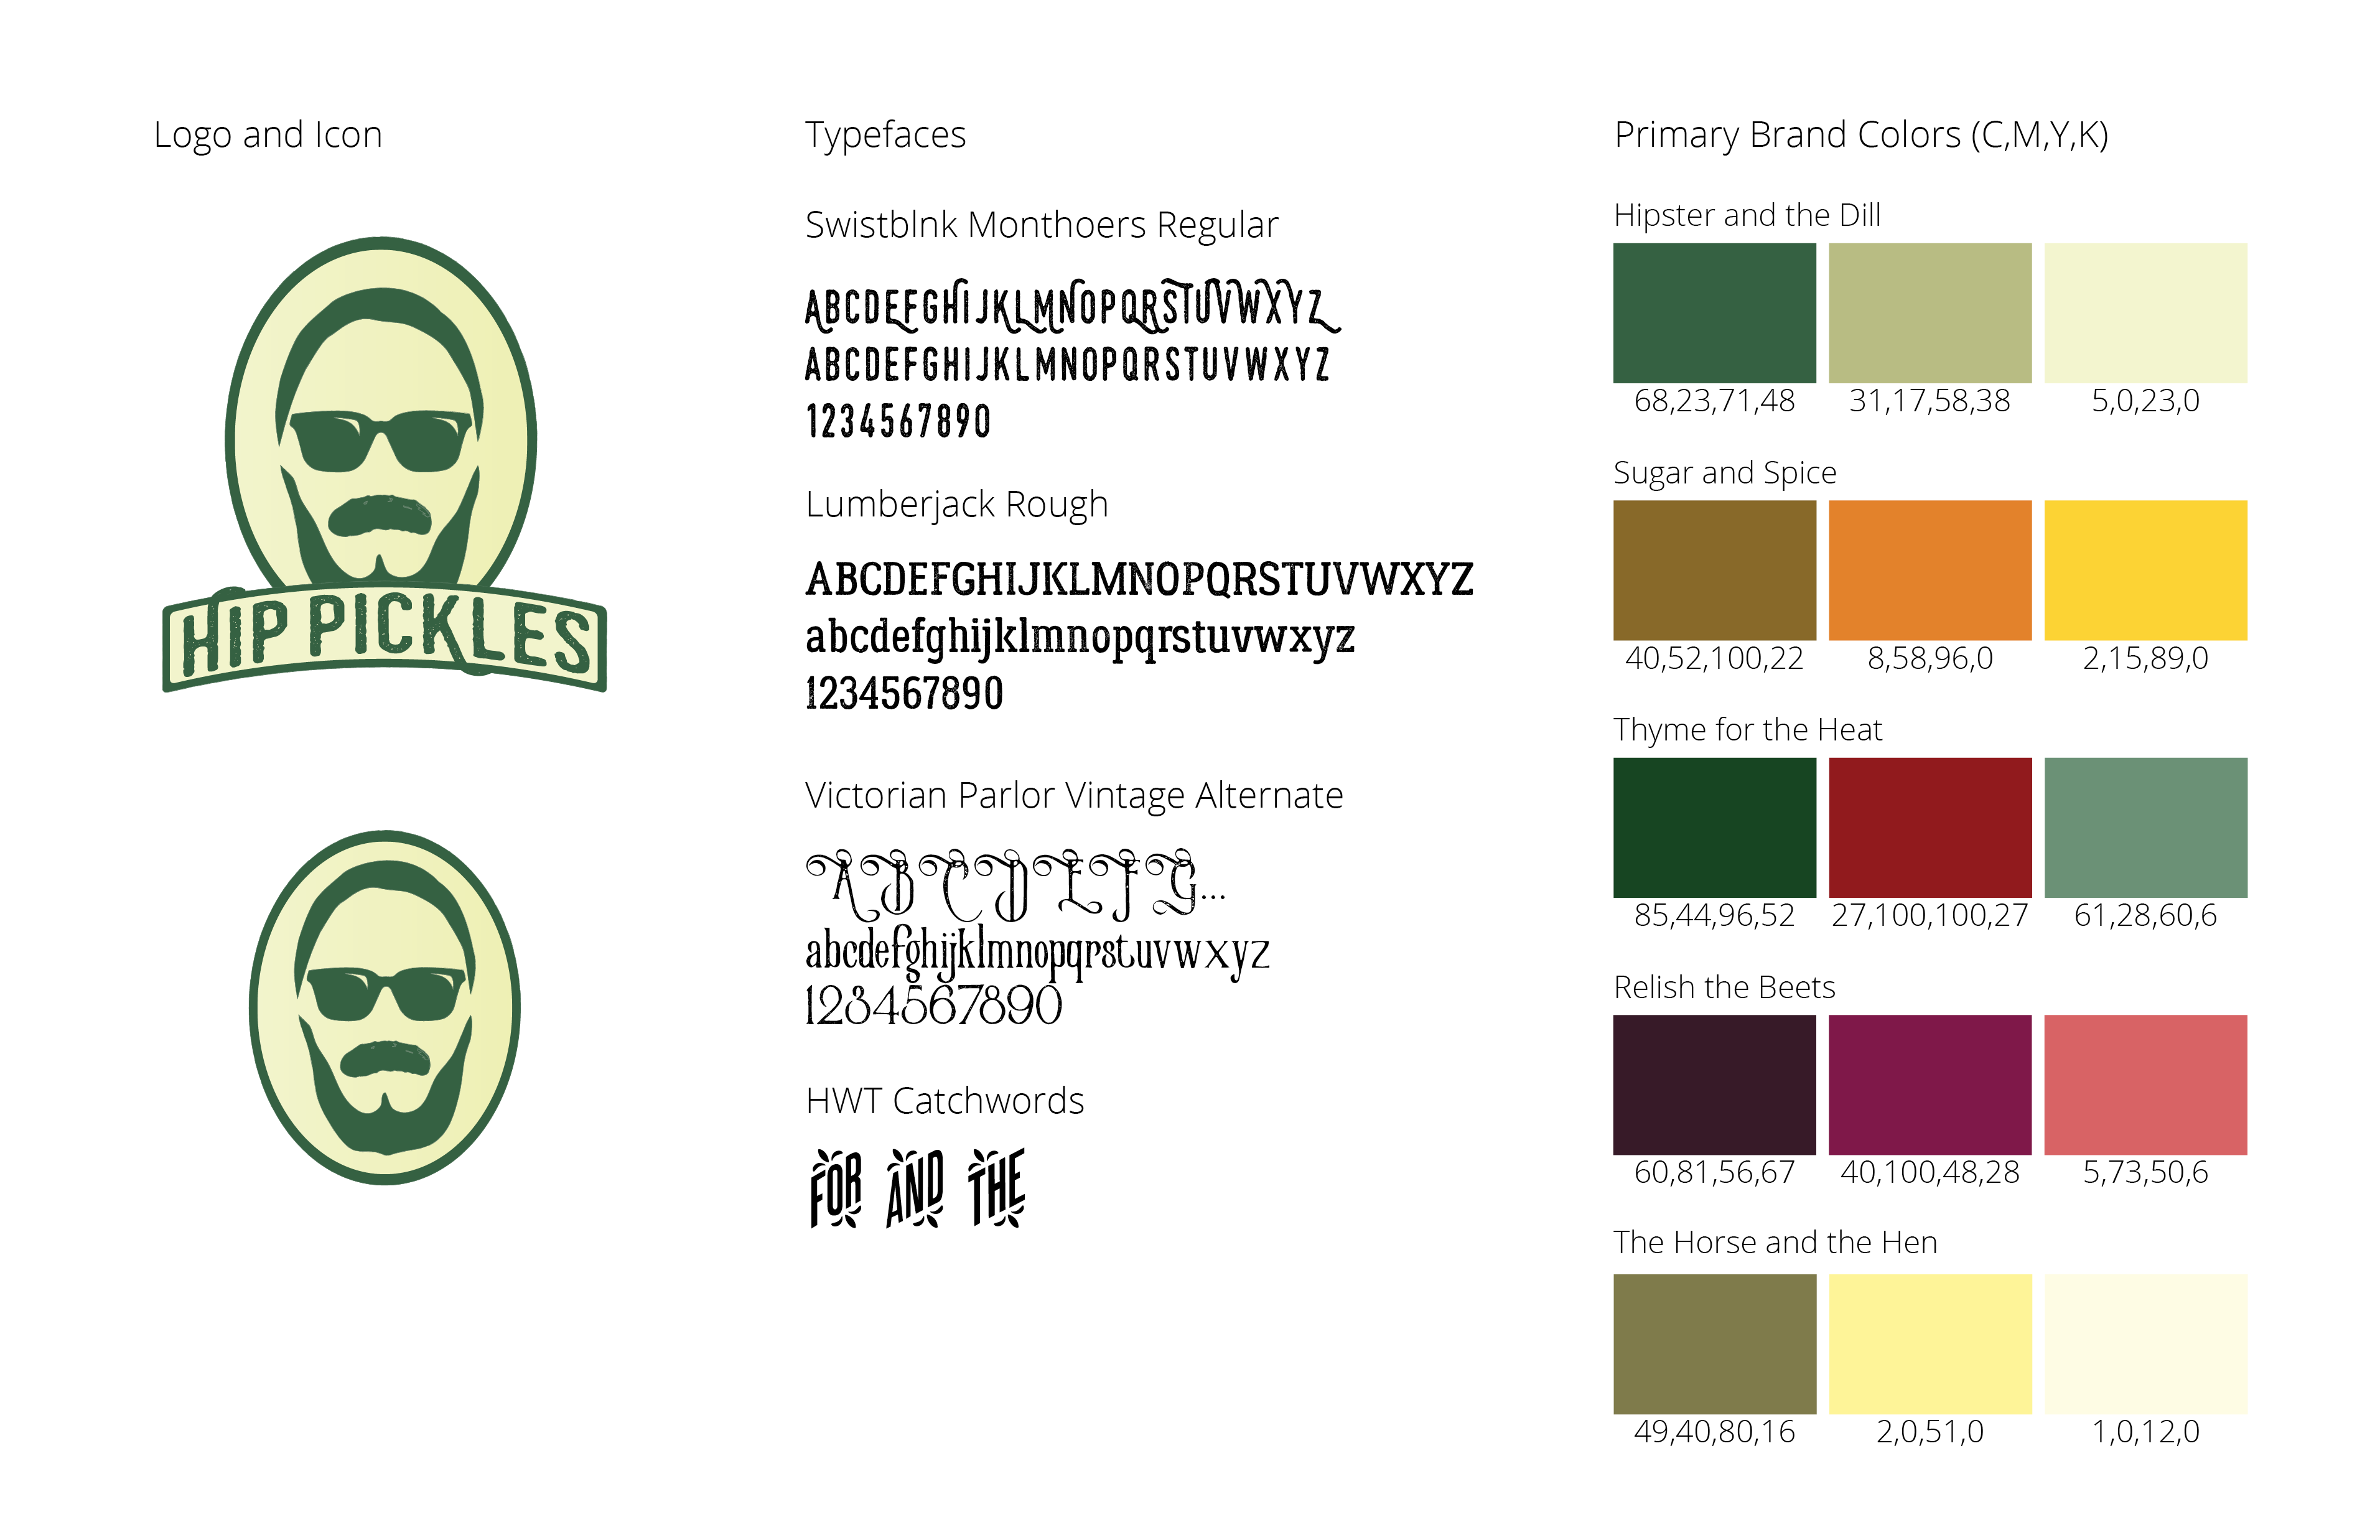 Logo and Icon
HIP PICKLES
Typefaces
Swistblnk Monthoers Regular
ABCDEFGHIJKLMNOPQRSTUVWXYZ
ABCDEFGHIJKLMNOPQRSTUVWXYZ
1234567890
Lumberjack Rough
ABCDEFGHIJKLMNOPQRSTUVWXYZ
abcdefghijklmnopqrstuvwxyz
1234567890
Victorian Parlor Vintage Alternate
A B C D E F G...
abcdefghijklmnopqrstuvwxyz
1234567890
HWT Catchwords
FOR AND THE
Primary Brand Colors (C,M,Y,K)
Hipster and the Dill
68,23,71,48 31,17,58,38 5,0,23,0
Sugar and Spice
40,52,100,22 8,58,96,0 2,15,89,0
Thyme for the Heat
85,44,96,52 27,100,100,27 61,28,60,6
Relish the Beets
60,81,56,67 40,100,48,28 5,73,50,6
The Horse and the Hen
49,40,80,16 2,0,51,0 1,0,12,0